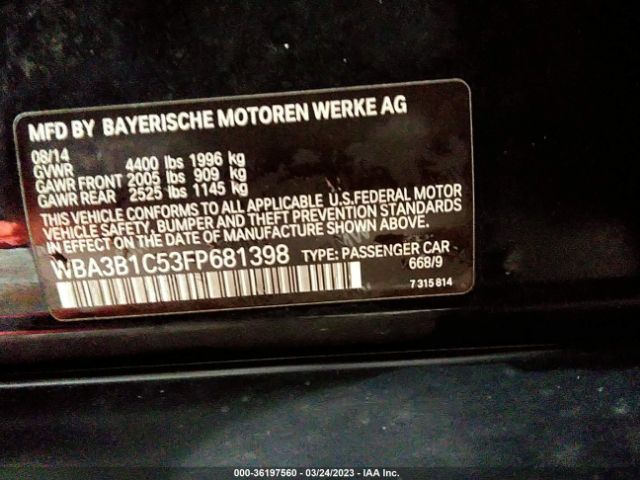 MFD BY BAYERISCHE MOTOREN WERKE AG
08/14
GVWR 4400 lbs 1996 kg
GAWR FRONT 2005 lbs 909 kg
GAWR REAR 2525 lbs 1145 kg
THIS VEHICLE CONFORMS TO ALL APPLICABLE U.S.FEDERAL MOTOR
VEHICLE SAFETY, BUMPER AND THEFT PREVENTION STANDARDS
IN EFFECT ON THE DATE OF MANUFACTURE SHOWN ABOVE.
WBA3B1C53FP681398 TYPE: PASSENGER CAR
668/9
7 315 814
000-36197560 — 03/24/2023 — IAA Inc.